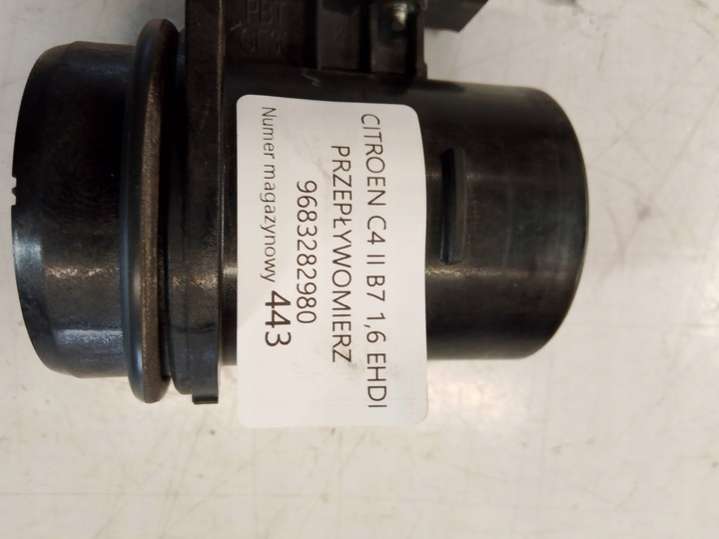 CITROEN C4 II B7 1,6 EHDI
PRZEPŁYWOMIERZ
9683282980
Numer magazynowy 443